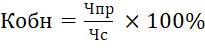 Кобн = Чпр/Чс × 100%